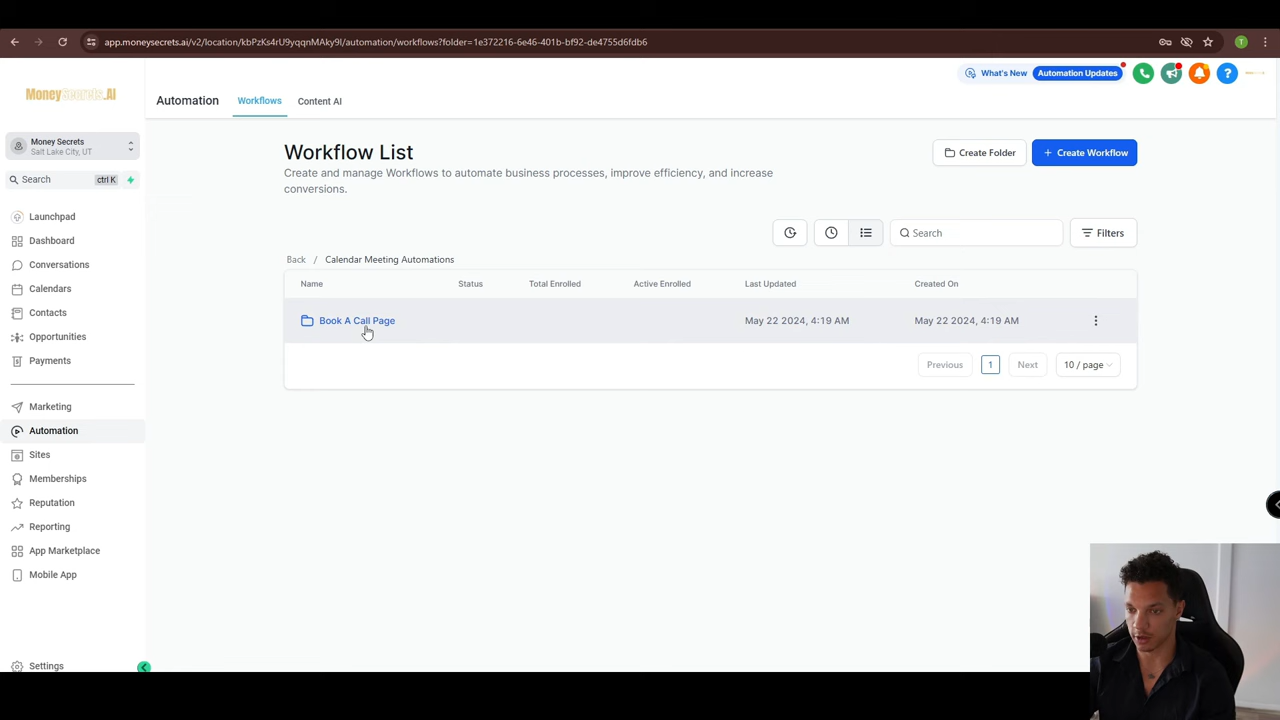 app.moneysecrets.ai/v2/location/kbPzKs4rU9yqqnMAky9l/automation/workflows?folder=1e372216-6e46-401b-bf92-de4755d6fdb6
T
MoneySecrets.AI
What's New
Automation Updates
?
Automation
Workflows
Content AI
Money Secrets
Salt Lake City, UT
Search
ctrl K
Launchpad
Dashboard
Conversations
Calendars
Contacts
Opportunities
Payments
Marketing
Automation
Sites
Memberships
Reputation
Reporting
App Marketplace
Mobile App
Settings
Workflow List
Create and manage Workflows to automate business processes, improve efficiency, and increase
conversions.
Create Folder
+ Create Workflow
Search
Filters
Back / Calendar Meeting Automations
Name Status Total Enrolled Active Enrolled Last Updated Created On
Book A Call Page May 22 2024, 4:19 AM May 22 2024, 4:19 AM
Previous 1 Next 10 / page